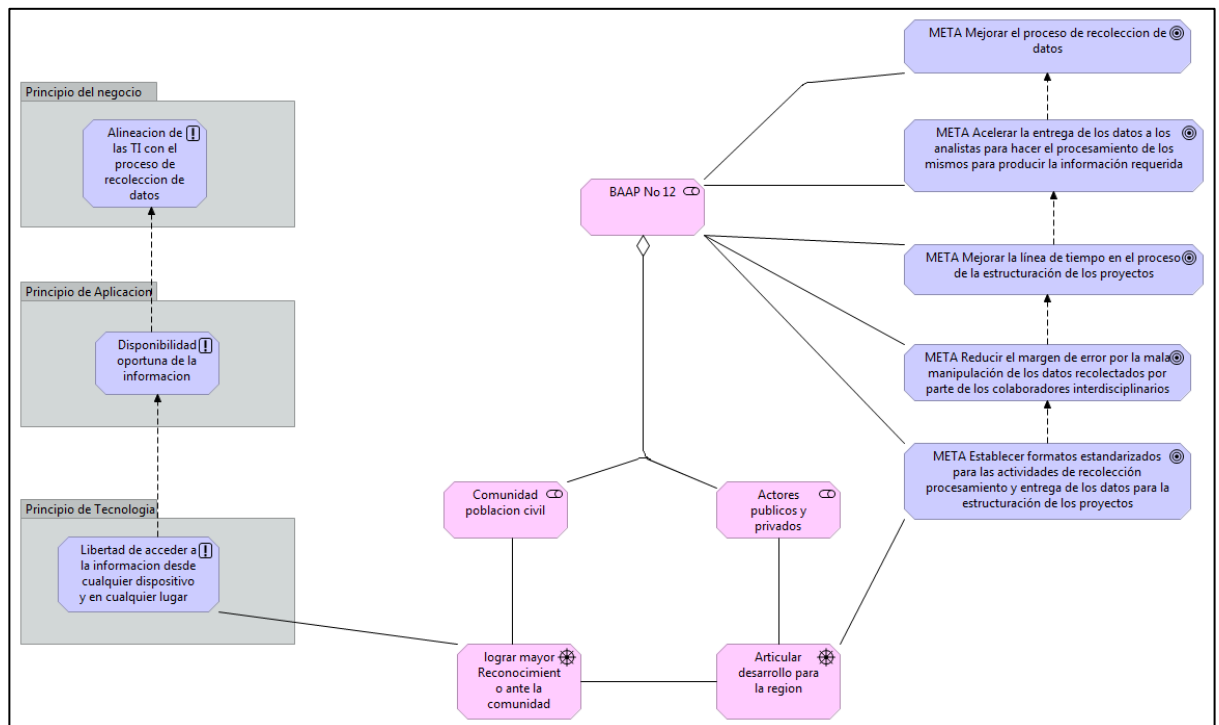 META Mejorar el proceso de recoleccion de
datos
Principio del negocio
Alineacion de
las TI con el
proceso de
recoleccion de
datos
META Acelerar la entrega de los datos a los
analistas para hacer el procesamiento de los
mismos para producir la información requerida
BAAP No 12
META Mejorar la línea de tiempo en el proceso
de la estructuración de los proyectos
Principio de Aplicacion
Disponibilidad
oportuna de la
informacion
META Reducir el margen de error por la mala
manipulación de los datos recolectados por
parte de los colaboradores interdisciplinarios
META Establecer formatos estandarizados
para las actividades de recolección
procesamiento y entrega de los datos para la
estructuración de los proyectos
Comunidad
poblacion civil
Actores
publicos y
privados
Principio de Tecnologia
Libertad de acceder a
la informacion desde
cualquier dispositivo
y en cualquier lugar
lograr mayor
Reconocimient
o ante la
comunidad
Articular
desarrollo para
la region